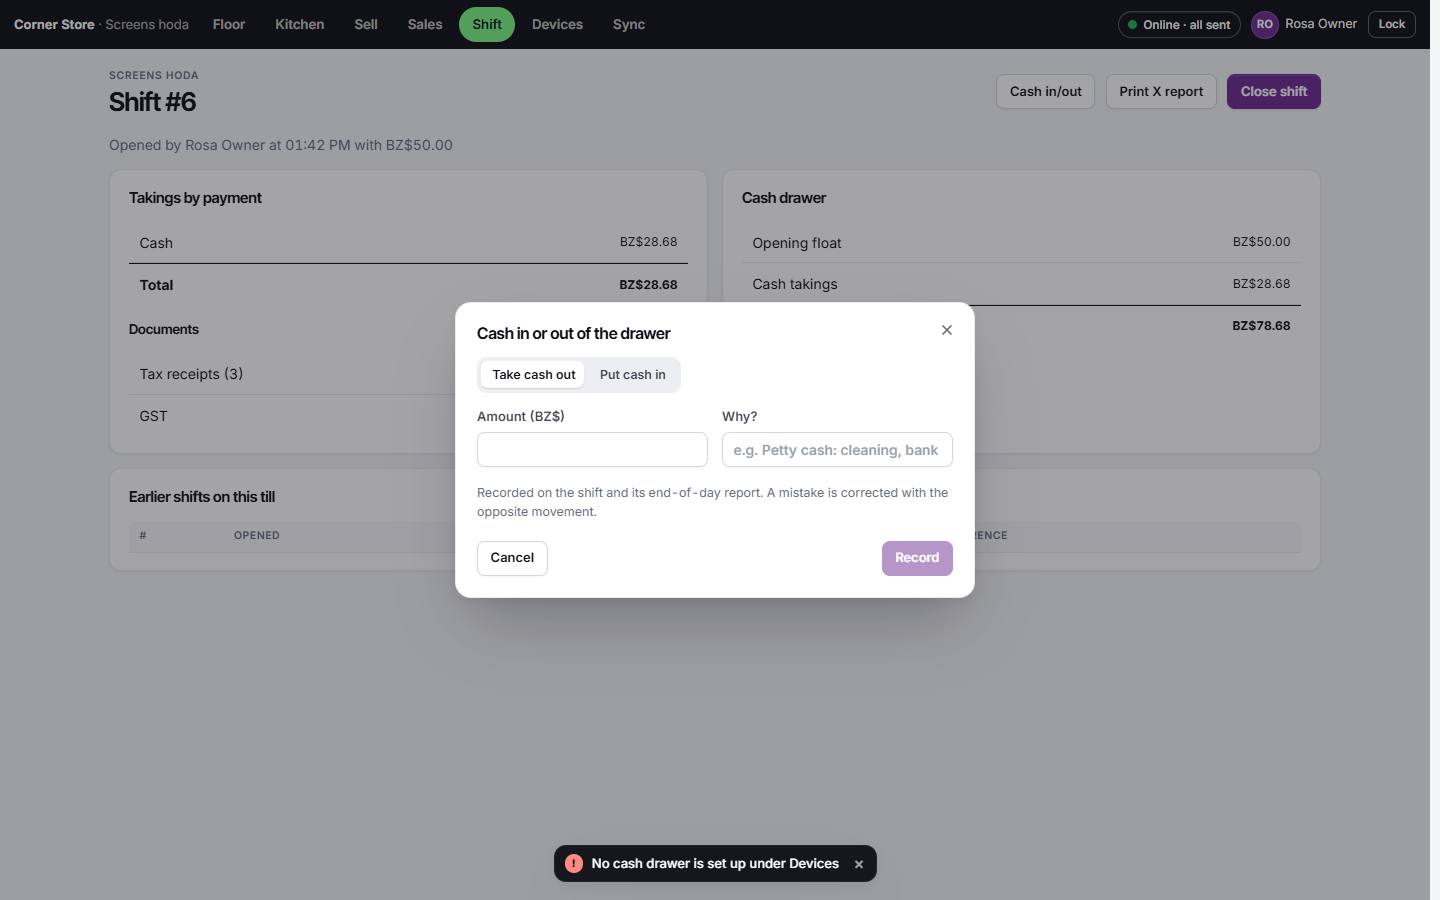 Corner Store · Screens hoda
Floor
Kitchen
Sell
Sales
Shift
Devices
Sync
Online · all sent
RO
Rosa Owner
Lock
SCREENS HODA
Shift #6
Cash in/out
Print X report
Close shift
Opened by Rosa Owner at 01:42 PM with BZ$50.00
Takings by payment
Cash BZ$28.68
Total BZ$28.68
Documents
Tax receipts (3)
GST
Cash drawer
Opening float BZ$50.00
Cash takings BZ$28.68
BZ$78.68
Earlier shifts on this till
# OPENED
Cash in or out of the drawer
Take cash out
Put cash in
Amount (BZ$)
Why?
e.g. Petty cash: cleaning, bank
Recorded on the shift and its end-of-day report. A mistake is corrected with the
opposite movement.
Cancel
Record
No cash drawer is set up under Devices